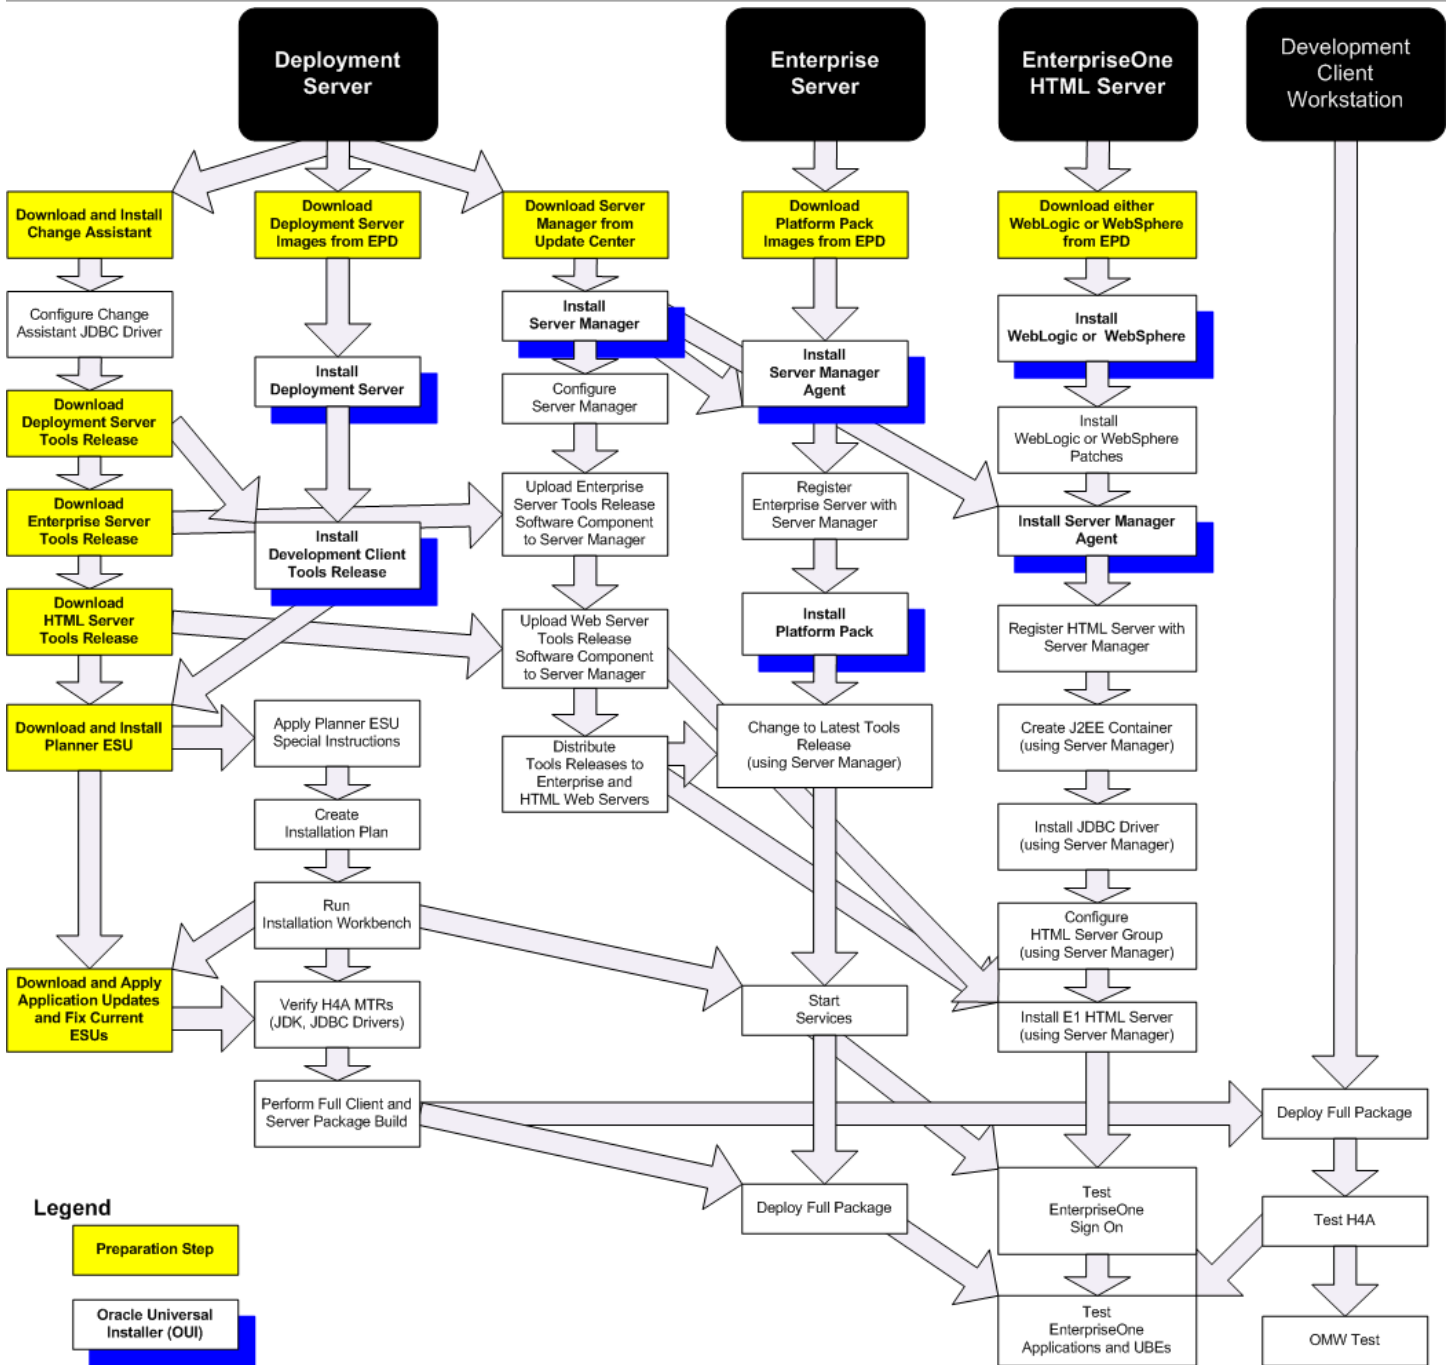 Deployment
Server
Enterprise
Server
EnterpriseOne
HTML Server
Development
Client
Workstation
Download and Install
Change Assistant
Download
Deployment Server
Images from EPD
Download Server
Manager from
Update Center
Download
Platform Pack
Images from EPD
Download either
WebLogic or WebSphere
from EPD
Configure Change
Assistant JDBC Driver
Install
Server Manager
Install
WebLogic or WebSphere
Install
Deployment Server
Configure
Server Manager
Install
Server Manager
Agent
Download
Deployment Server
Tools Release
Install
WebLogic or WebSphere
Patches
Download
Enterprise Server
Tools Release
Install
Development Client
Tools Release
Upload Enterprise
Server Tools Release
Software Component
to Server Manager
Register
Enterprise Server with
Server Manager
Install Server Manager
Agent
Download
HTML Server
Tools Release
Upload Web Server
Tools Release
Software Component
to Server Manager
Install
Platform Pack
Register HTML Server with
Server Manager
Download and Install
Planner ESU
Apply Planner ESU
Special Instructions
Distribute
Tools Releases to
Enterprise and
HTML Web Servers
Change to Latest Tools
Release
(using Server Manager)
Create J2EE Container
(using Server Manager)
Create
Installation Plan
Install JDBC Driver
(using Server Manager)
Run
Installation Workbench
Configure
HTML Server Group
(using Server Manager)
Download and Apply
Application Updates
and Fix Current
ESUs
Verify H4A MTRs
(JDK, JDBC Drivers)
Start
Services
Install E1 HTML Server
(using Server Manager)
Perform Full Client and
Server Package Build
Deploy Full Package
Deploy Full Package
Test
EnterpriseOne
Sign On
Test H4A
Test
EnterpriseOne
Applications and UBEs
OMW Test
Legend
Preparation Step
Oracle Universal
Installer (OUI)